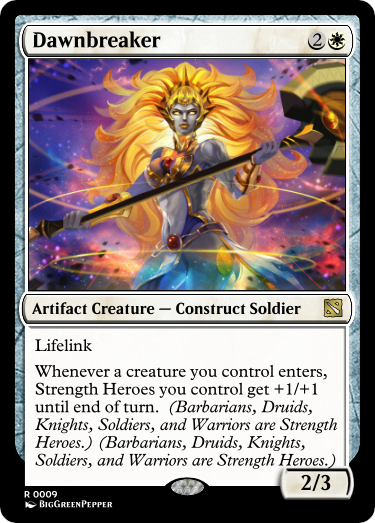 Dawnbreaker 2
Artifact Creature — Construct Soldier
Lifelink
Whenever a creature you control enters,
Strength Heroes you control get +1/+1
until end of turn.  (Barbarians, Druids,
Knights, Soldiers, and Warriors are Strength
Heroes.) (Barbarians, Druids, Knights,
Soldiers, and Warriors are Strength Heroes.)
2/3
R 0009
BigGreenPepper